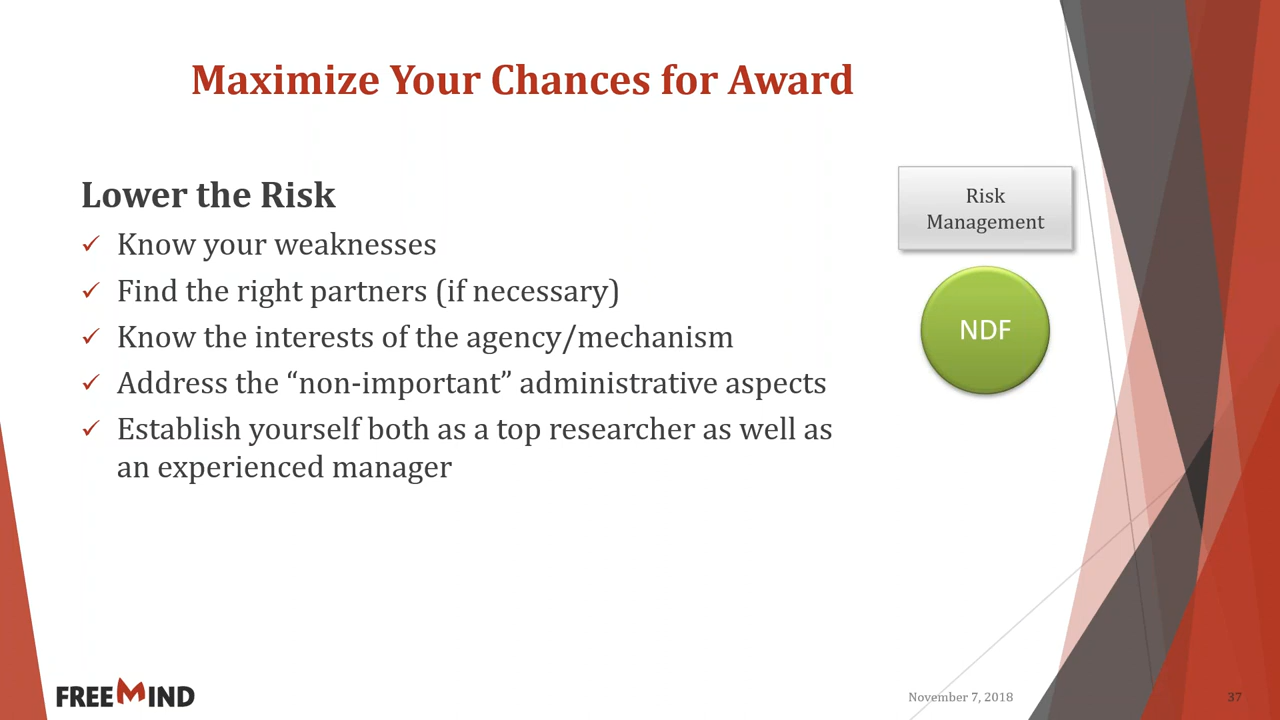 Maximize Your Chances for Award
Lower the Risk
Know your weaknesses
Find the right partners (if necessary)
Know the interests of the agency/mechanism
Address the “non-important” administrative aspects
Establish yourself both as a top researcher as well as
an experienced manager
Risk
Management
NDF
FREEMIND
November 7, 2018
37